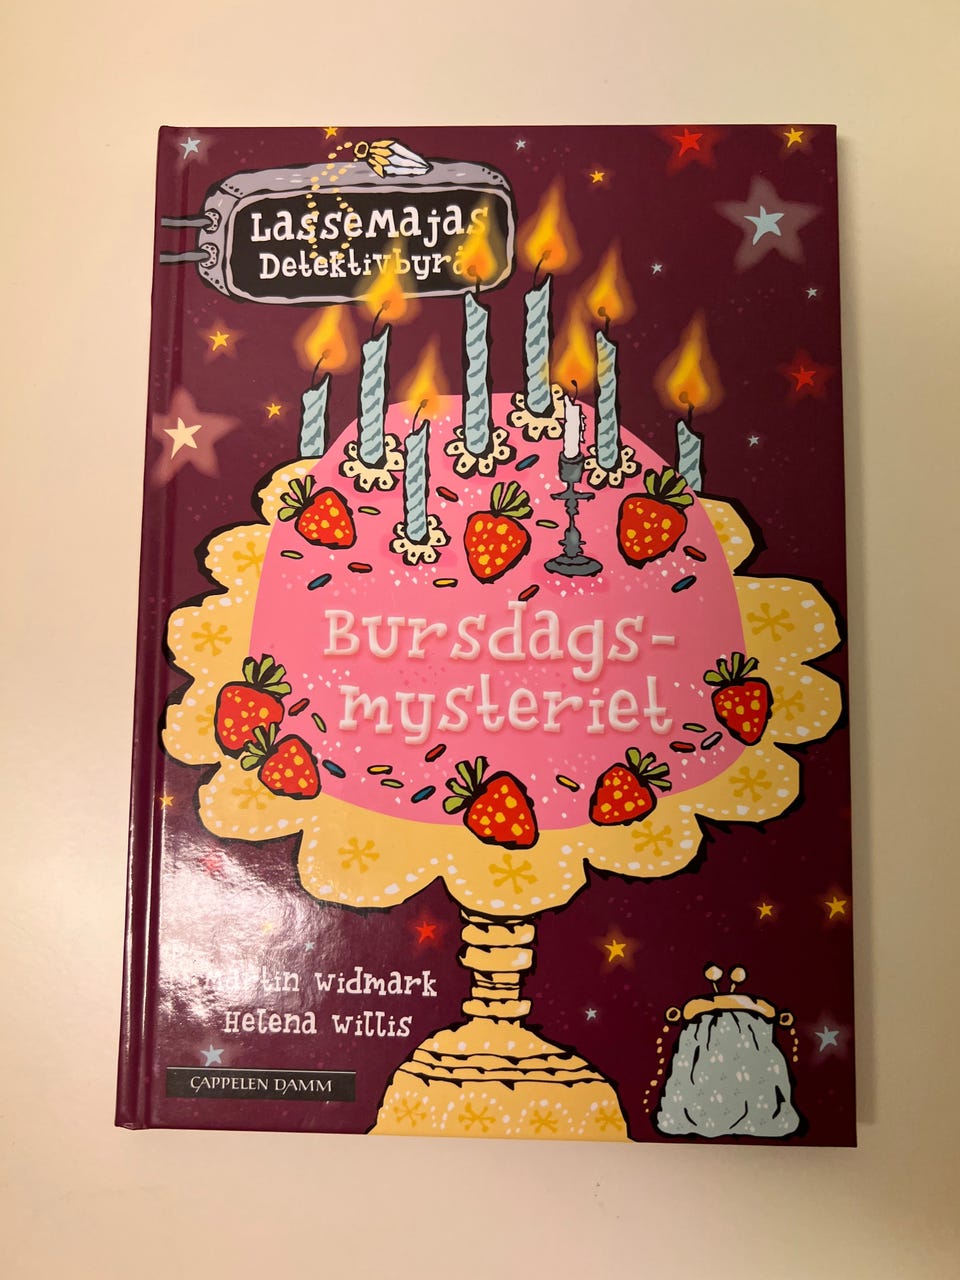 LasseMajas
Detektivbyrå
Bursdags-
mysteriet
Martin Widmark
Helena Willis
CAPPELEN DAMM